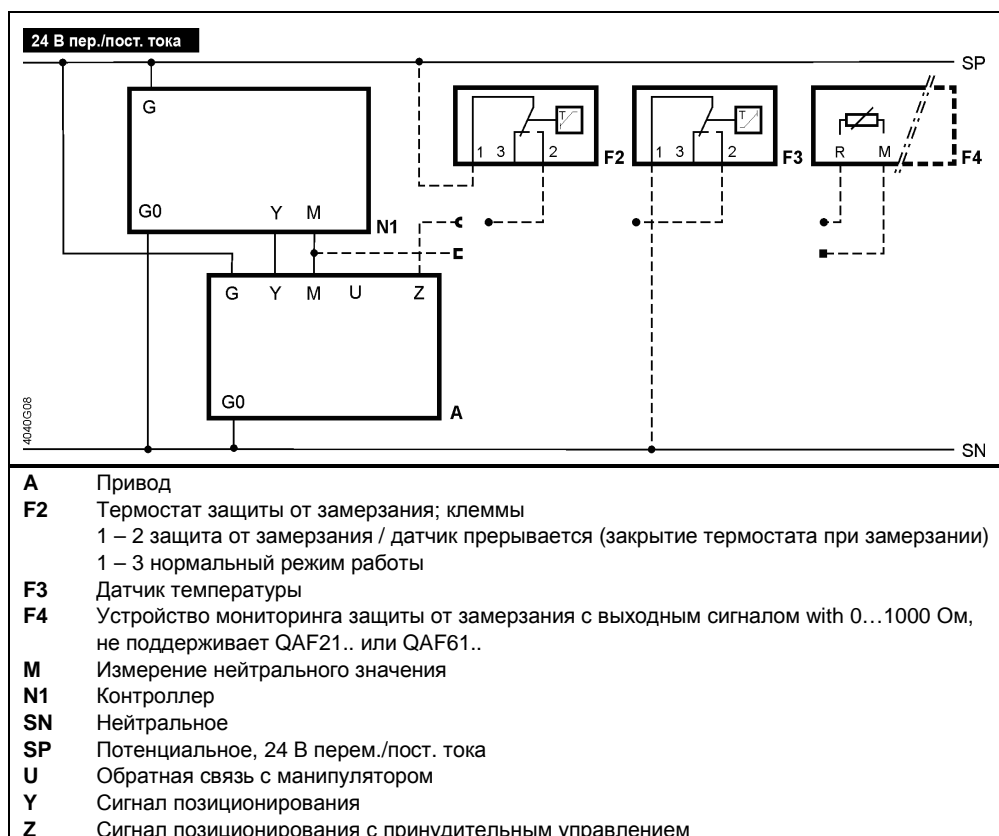 24 В пер./пост. тока
SP
G
1 3 2 F2
1 3 2 F3
R M F4
G0 Y M N1
G Y M U Z
G0 A
4040G08
SN
A Привод
F2 Термостат защиты от замерзания; клеммы
1 – 2 защита от замерзания / датчик прерывается (закрытие термостата при замерзании)
1 – 3 нормальный режим работы
F3 Датчик температуры
F4 Устройство мониторинга защиты от замерзания с выходным сигналом with 0…1000 Ом,
не поддерживает QAF21.. или QAF61..
M Измерение нейтрального значения
N1 Контроллер
SN Нейтральное
SP Потенциальное, 24 В перем./пост. тока
U Обратная связь с манипулятором
Y Сигнал позиционирования
Z Сигнал позиционирования с принудительным управлением